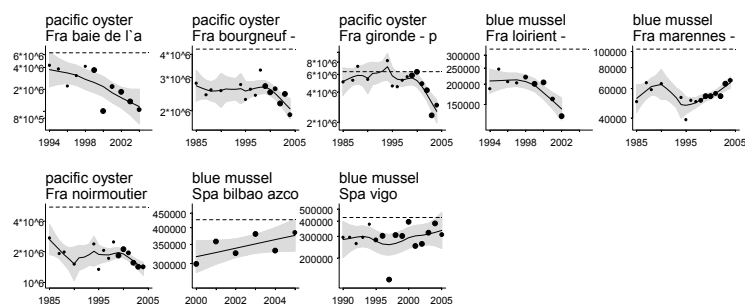 pacific oyster
Fra baie de l`a
6*10^6
4*10^6
2*10^6
8*10^5
1994 1998 2002
pacific oyster
Fra bourgneuf -
4*10^6
3*10^6
2*10^6
1985 1995 2005
pacific oyster
Fra gironde - p
8*10^6
6*10^6
4*10^6
2*10^6
1985 1995 2005
blue mussel
Fra loirient -
300000
250000
200000
150000
1994 1998 2002
blue mussel
Fra marennes -
100000
80000
60000
40000
1985 1995 2005
pacific oyster
Fra noirmoutier
4*10^6
2*10^6
10^6
1985 1995 2005
blue mussel
Spa bilbao azco
450000
400000
350000
300000
2000 2002 2004
blue mussel
Spa vigo
500000
400000
300000
200000
1990 1995 2000 2005